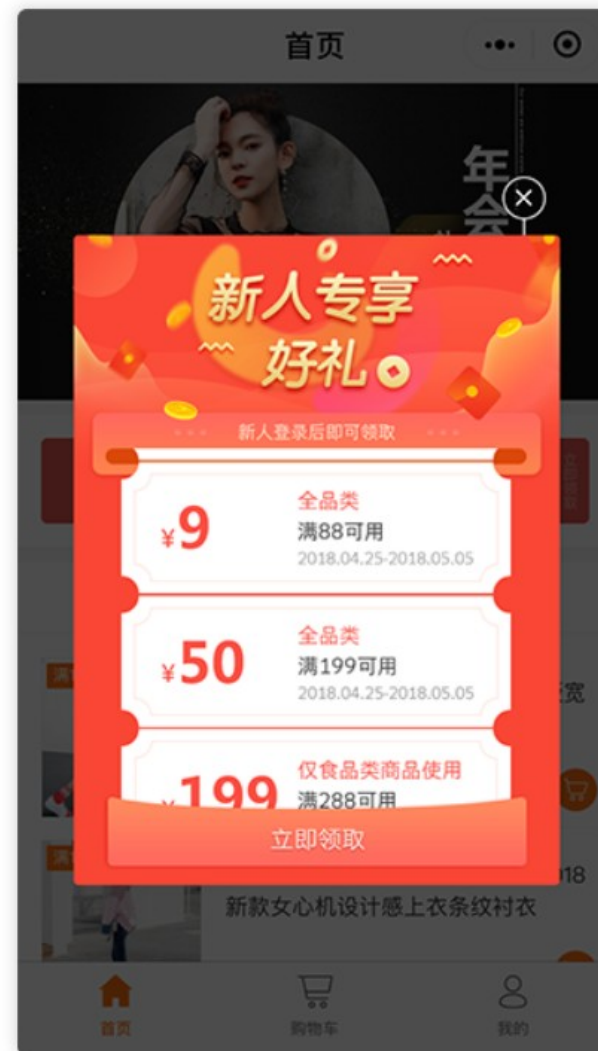 首页
年会
新人专享
好礼
新人登录后即可领取
¥9
全品类
满88可用
2018.04.25-2018.05.05
¥50
全品类
满199可用
2018.04.25-2018.05.05
¥199
仅食品类商品使用
满288可用
立即领取
宽
018
新款女心机设计感上衣条纹衬衣
首页
购物车
我的